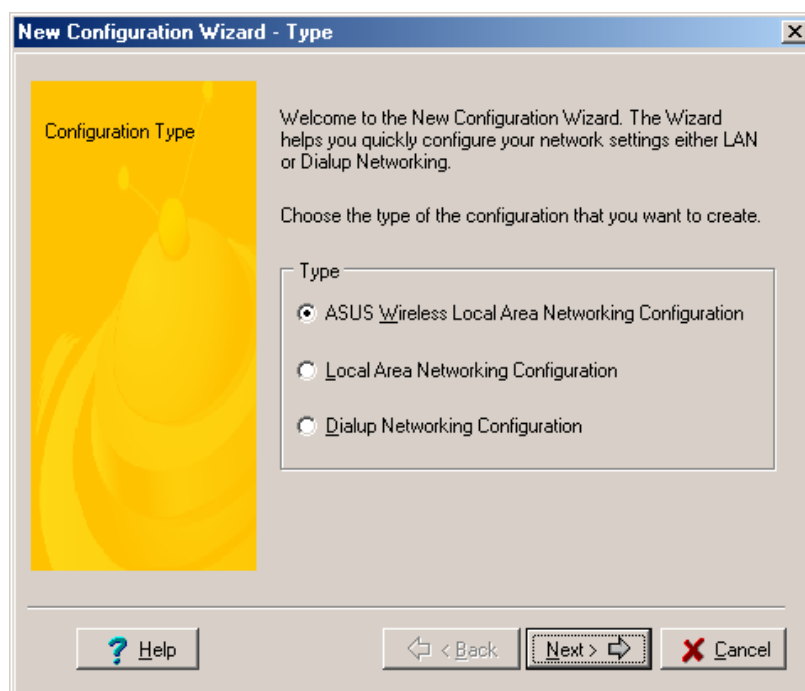 New Configuration Wizard - Type
Configuration Type
Welcome to the New Configuration Wizard. The Wizard
helps you quickly configure your network settings either LAN
or Dialup Networking.
Choose the type of the configuration that you want to create.
Type
ASUS Wireless Local Area Networking Configuration
Local Area Networking Configuration
Dialup Networking Configuration
? Help
< Back
Next >
Cancel